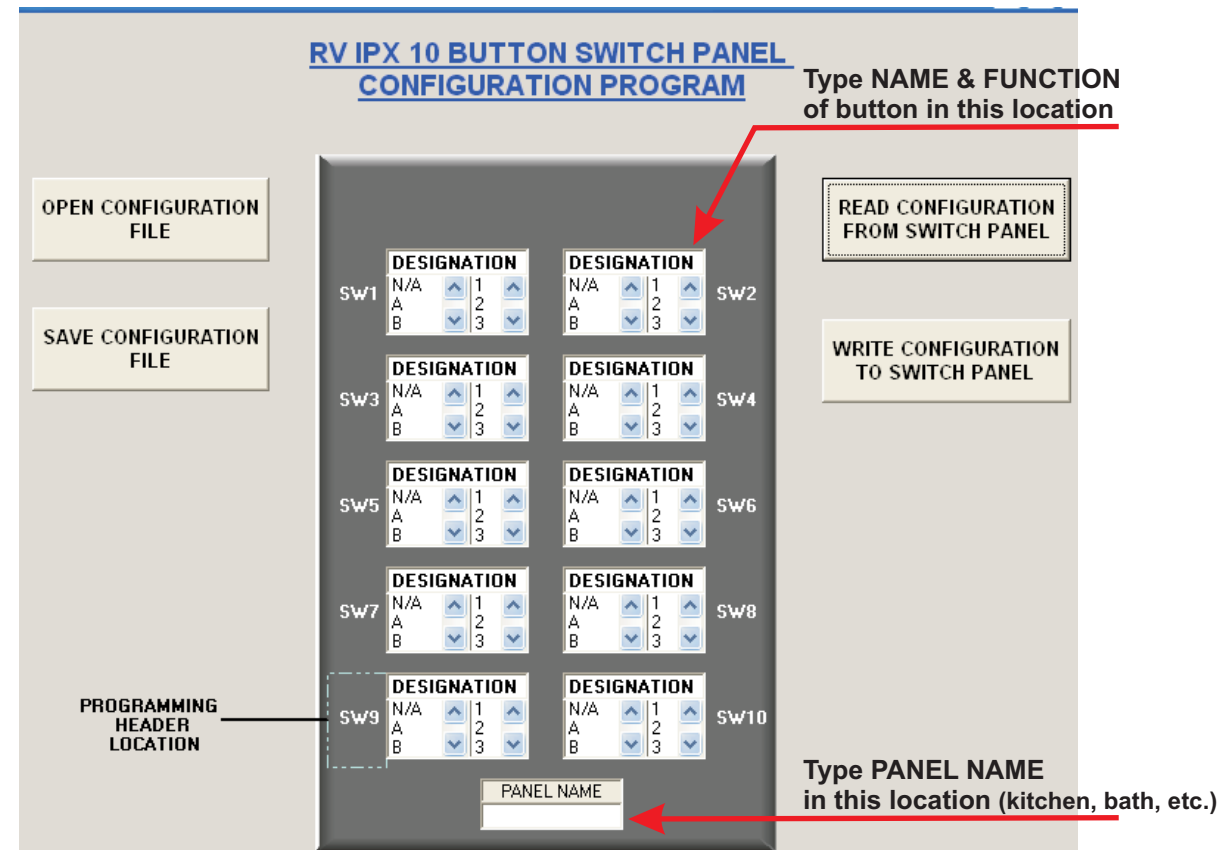 RV IPX 10 BUTTON SWITCH PANEL
CONFIGURATION PROGRAM
Type NAME & FUNCTION
of button in this location
OPEN CONFIGURATION
FILE
SAVE CONFIGURATION
FILE
READ CONFIGURATION
FROM SWITCH PANEL
WRITE CONFIGURATION
TO SWITCH PANEL
DESIGNATION DESIGNATION
N/A 1 N/A 1
SW1 A 2 A 2 SW2
B 3 B 3
DESIGNATION DESIGNATION
N/A 1 N/A 1
SW3 A 2 A 2 SW4
B 3 B 3
DESIGNATION DESIGNATION
N/A 1 N/A 1
SW5 A 2 A 2 SW6
B 3 B 3
DESIGNATION DESIGNATION
N/A 1 N/A 1
SW7 A 2 A 2 SW8
B 3 B 3
DESIGNATION DESIGNATION
N/A 1 N/A 1
SW9 A 2 A 2 SW10
B 3 B 3
PROGRAMMING
HEADER
LOCATION
PANEL NAME
Type PANEL NAME
in this location (kitchen, bath, etc.)